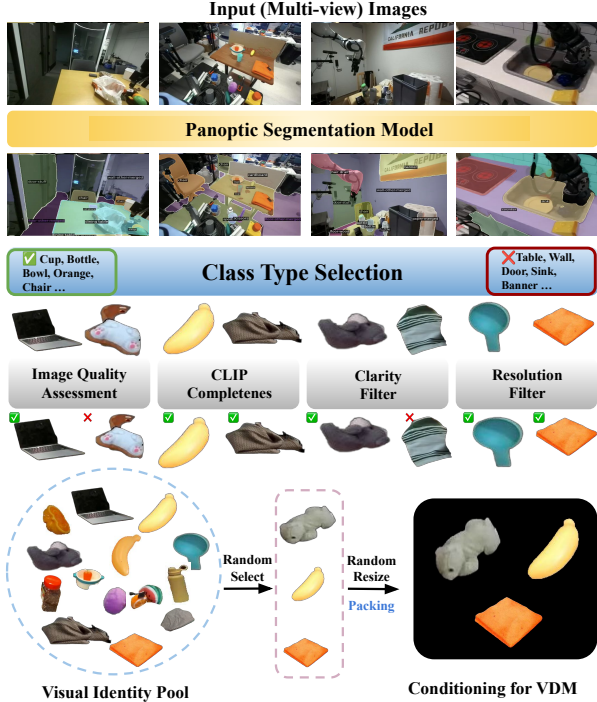 Input (Multi-view) Images
CALIFORNIA REPUB
Panoptic Segmentation Model
✅ Cup, Bottle,
Bowl, Orange,
Chair ...
Class Type Selection
❌Table, Wall,
Door, Sink,
Banner ...
Image Quality
Assessment
CLIP
Completenes
Clarity
Filter
Resolution
Filter
Random
Select
Random
Resize
Packing
Visual Identity Pool
Conditioning for VDM